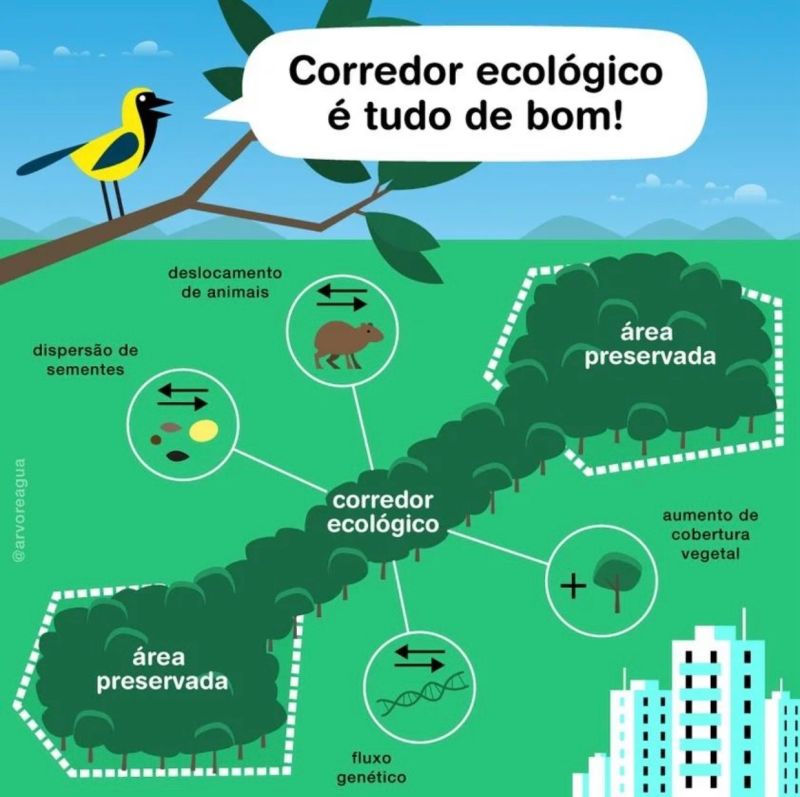 Corredor ecológico
é tudo de bom!
deslocamento
de animais
dispersão de
sementes
área
preservada
corredor
ecológico
aumento de
cobertura
vegetal
área
preservada
fluxo
genético
@arvoreagua